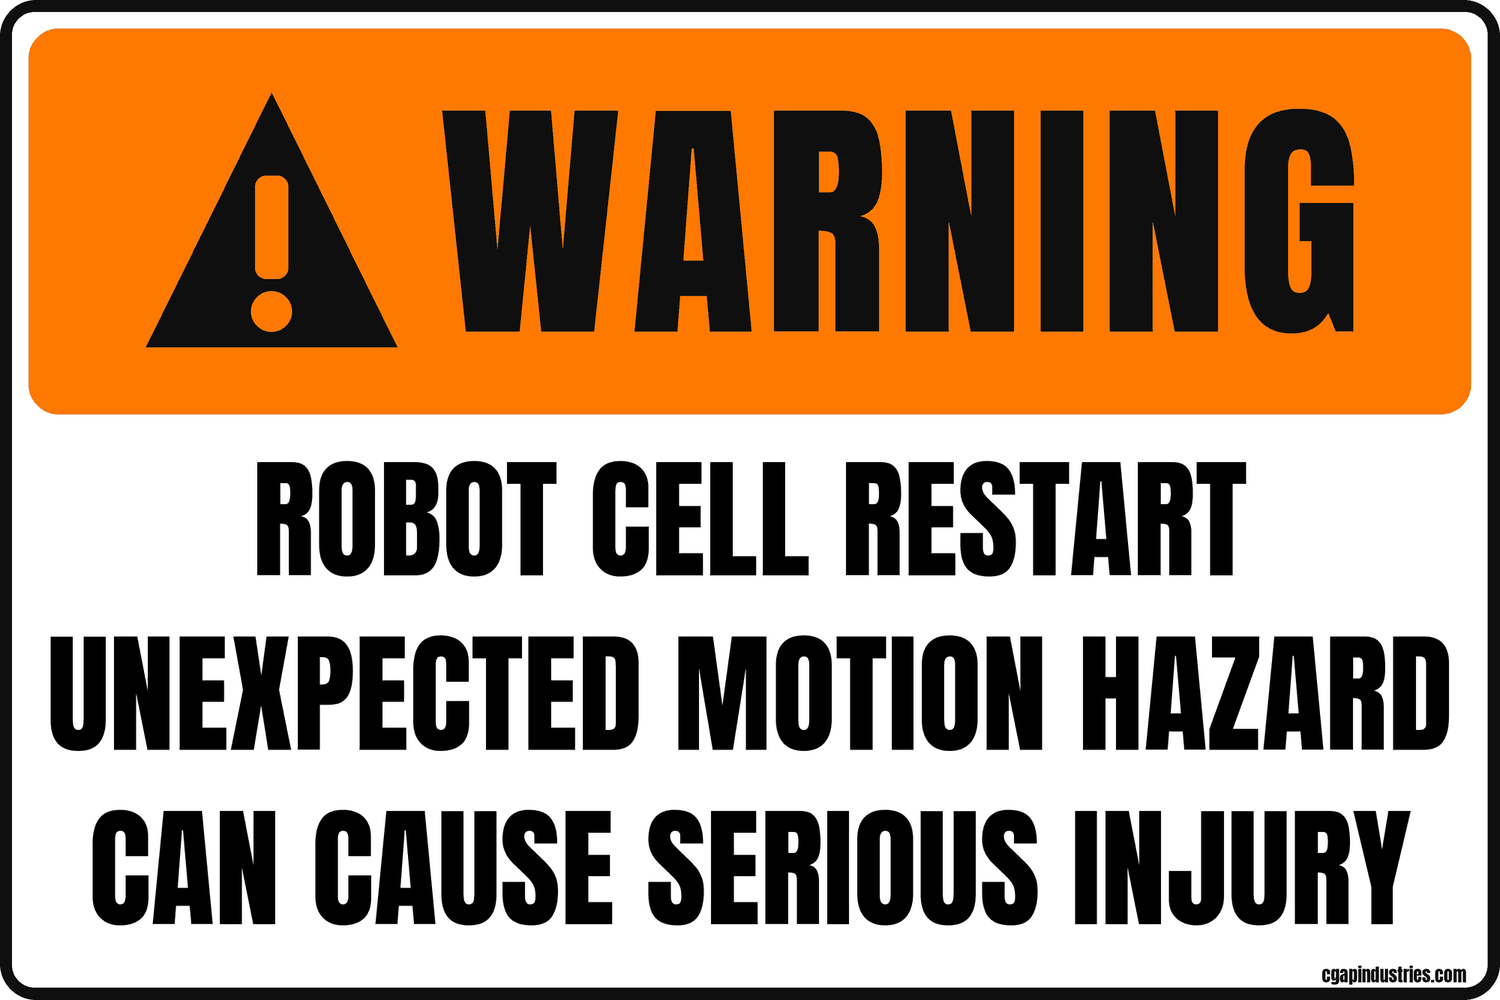 WARNING
ROBOT CELL RESTART
UNEXPECTED MOTION HAZARD
CAN CAUSE SERIOUS INJURY
cgapindustries.com